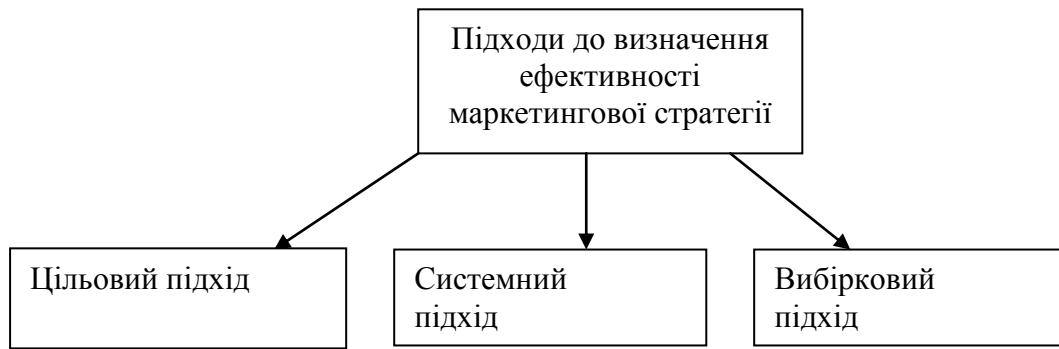 Підходи до визначення
ефективності
маркетингової стратегії
Цільовий підхід
Системний
підхід
Вибірковий
підхід